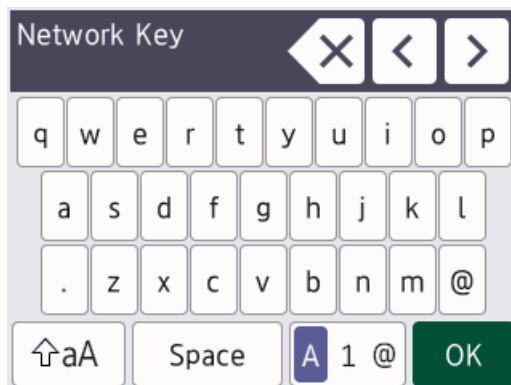 Network Key
q w e r t y u i o p
a s d f g h j k l
. z x c v b n m @
aA Space A 1 @ OK